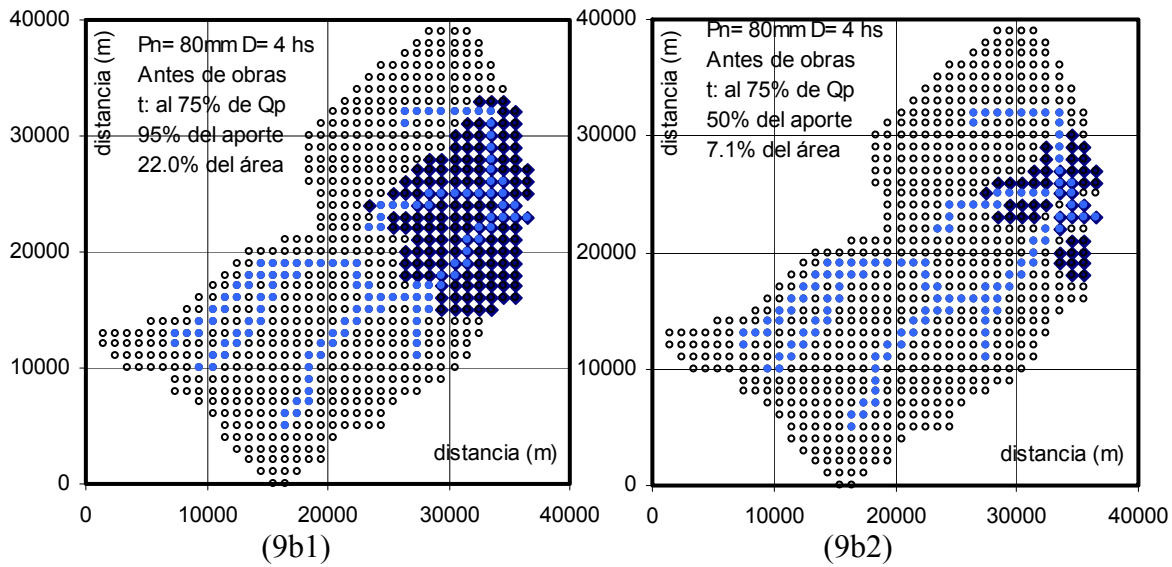 40000
30000
20000
10000
0
distancia (m)
Pn= 80mm D= 4 hs
Antes de obras
t: al 75% de Qp
95% del aporte
22.0% del área
distancia (m)
0 10000 20000 30000 40000
(9b1)
40000
30000
20000
10000
0
distancia (m)
Pn= 80mm D= 4 hs
Antes de obras
t: al 75% de Qp
50% del aporte
7.1% del área
distancia (m)
0 10000 20000 30000 40000
(9b2)